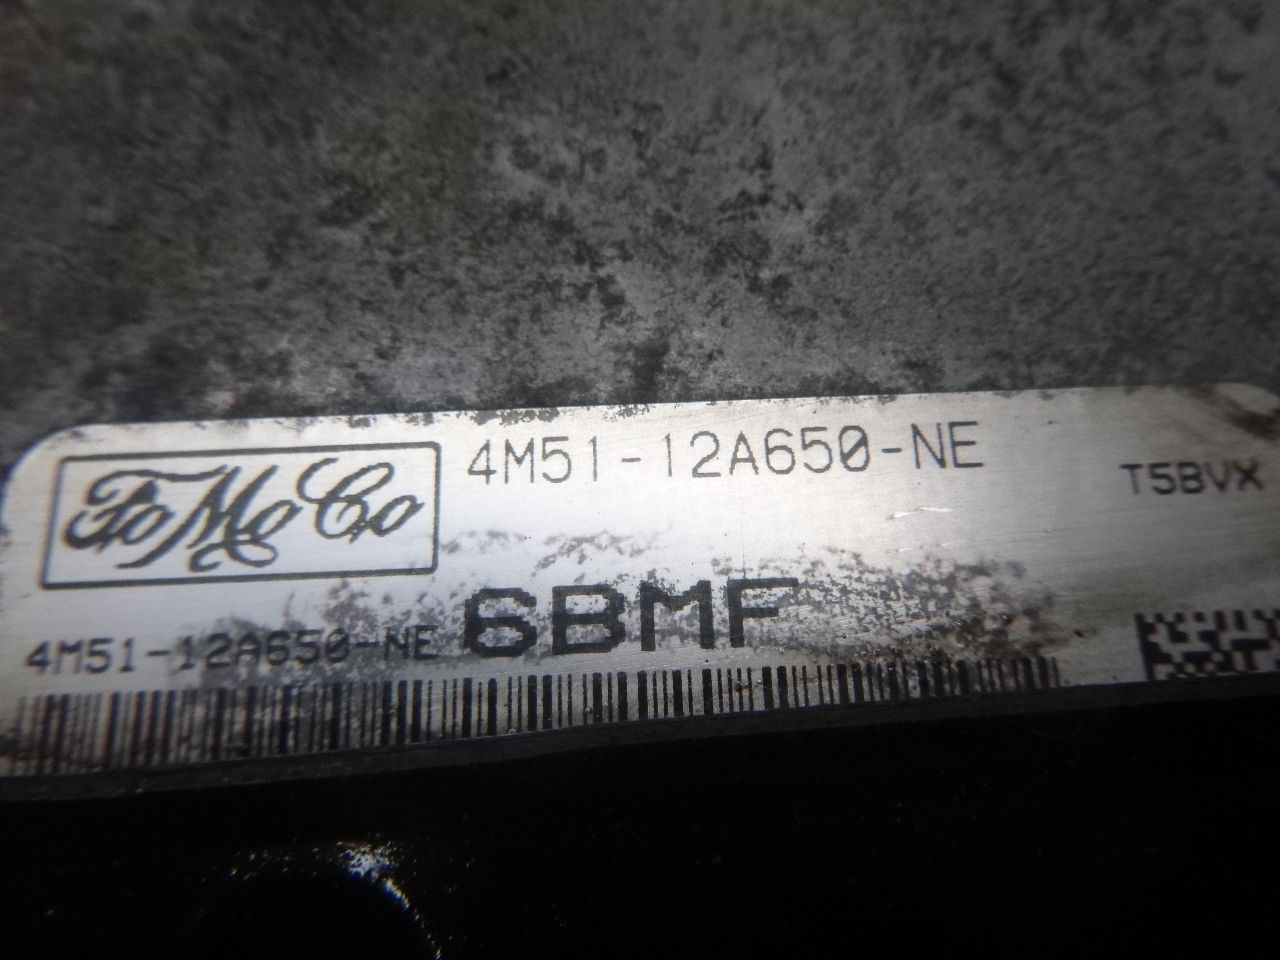 FoMoCo
4M51-12A650-NE
T5BVX
6BMF
4M51-12A650-NE